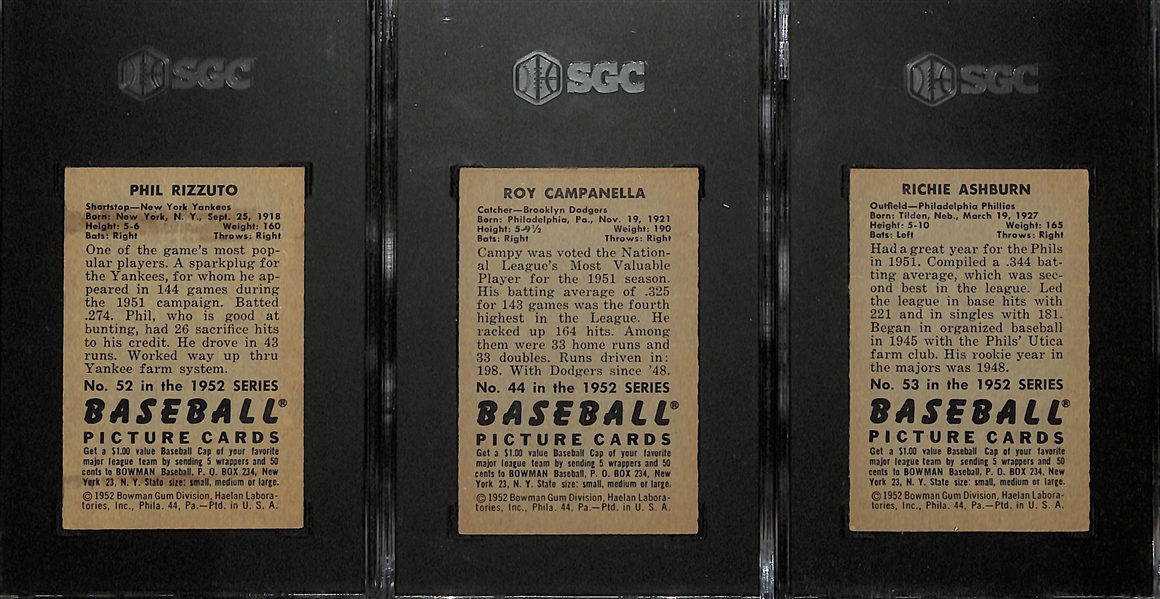 SGC
PHIL RIZZUTO
Shortstop—New York Yankees
Born: New York, N. Y., Sept. 25, 1918
Height: 5-6 Weight: 160
Bats: Right Throws: Right
One of the game's most pop-
ular players. A sparkplug for
the Yankees, for whom he ap-
peared in 144 games during
the 1951 campaign. Batted
.274. Phil, who is good at
bunting, had 26 sacrifice hits
to his credit. He drove in 43
runs. Worked way up thru
Yankee farm system.
No. 52 in the 1952 SERIES
BASEBALL®
PICTURE CARDS
Get a $1.00 value Baseball Cap of your favorite
major league team by sending 5 wrappers and 50
cents to BOWMAN Baseball, P. O. BOX 234, New
York 23, N. Y. State size: small, medium or large.
© 1952 Bowman Gum Division, Haelan Labora-
tories, Inc., Phila. 44, Pa.—Ptd. in U. S. A.
SGC
ROY CAMPANELLA
Catcher—Brooklyn Dodgers
Born: Philadelphia, Pa., Nov. 19, 1921
Height: 5-9½ Weight: 190
Bats: Right Throws: Right
Campy was voted the Nation-
al League's Most Valuable
Player for the 1951 season.
His batting average of .325
for 143 games was the fourth
highest in the League. He
racked up 164 hits. Among
them were 33 home runs and
33 doubles. Runs driven in:
198. With Dodgers since '48.
No. 44 in the 1952 SERIES
BASEBALL®
PICTURE CARDS
Get a $1.00 value Baseball Cap of your favorite
major league team by sending 5 wrappers and 50
cents to BOWMAN Baseball, P. O. BOX 234, New
York 23, N. Y. State size: small, medium or large.
© 1952 Bowman Gum Division, Haelan Labora-
tories, Inc., Phila. 44, Pa.—Ptd. in U. S. A.
SGC
RICHIE ASHBURN
Outfield—Philadelphia Phillies
Born: Tilden, Neb., March 19, 1927
Height: 5-10 Weight: 165
Bats: Left Throws: Right
Had a great year for the Phils
in 1951. Compiled a .344 bat-
ting average, which was sec-
ond best in the league. Led
the league in base hits with
221 and in singles with 181.
Began in organized baseball
in 1945 with the Phils' Utica
farm club. His rookie year in
the majors was 1948.
No. 53 in the 1952 SERIES
BASEBALL®
PICTURE CARDS
Get a $1.00 value Baseball Cap of your favorite
major league team by sending 5 wrappers and 50
cents to BOWMAN Baseball, P. O. BOX 234, New
York 23, N. Y. State size: small, medium or large.
© 1952 Bowman Gum Division, Haelan Labora-
tories, Inc., Phila. 44, Pa.—Ptd. in U. S. A.